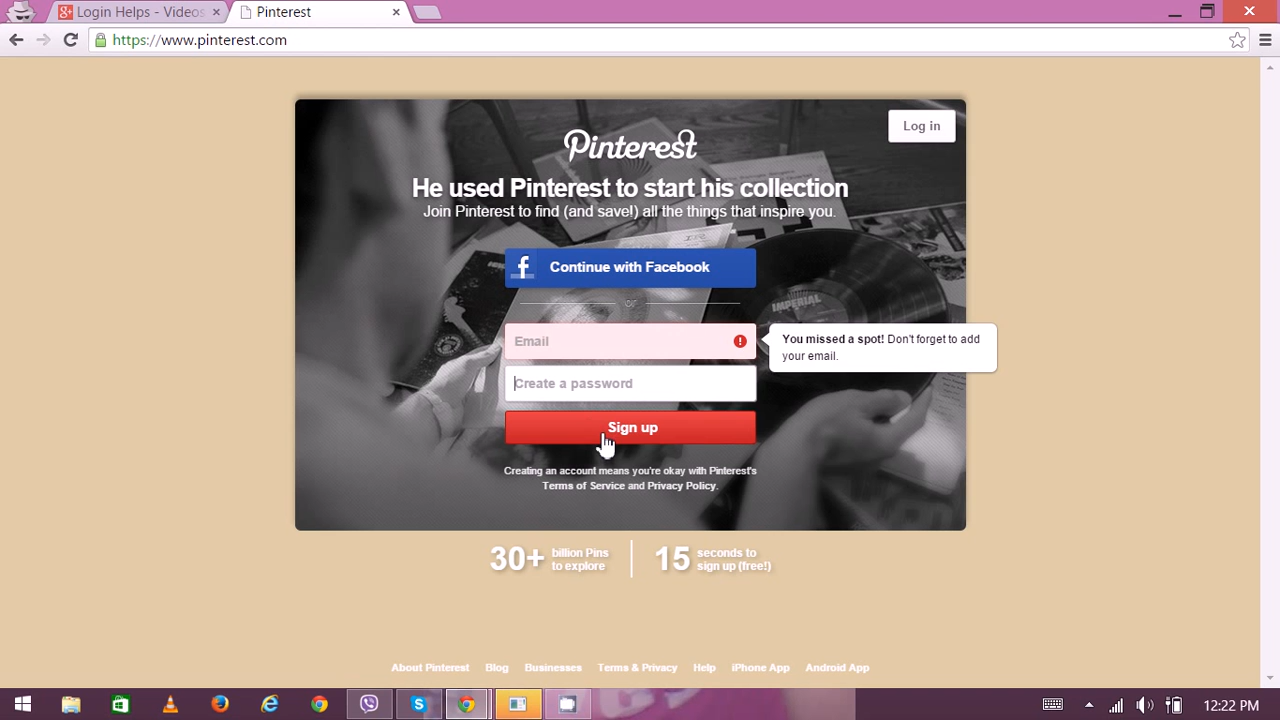 Login Helps - Videos
Pinterest
https://www.pinterest.com
Log in
Pinterest
He used Pinterest to start his collection
Join Pinterest to find (and save!) all the things that inspire you.
f Continue with Facebook
or
IMPERIAL
Email
You missed a spot! Don't forget to add
your email.
Create a password
Sign up
Creating an account means you're okay with Pinterest's
Terms of Service and Privacy Policy.
30+ billion Pins
to explore
15 seconds to
sign up (free!)
About Pinterest Blog Businesses Terms & Privacy Help iPhone App Android App
12:22 PM